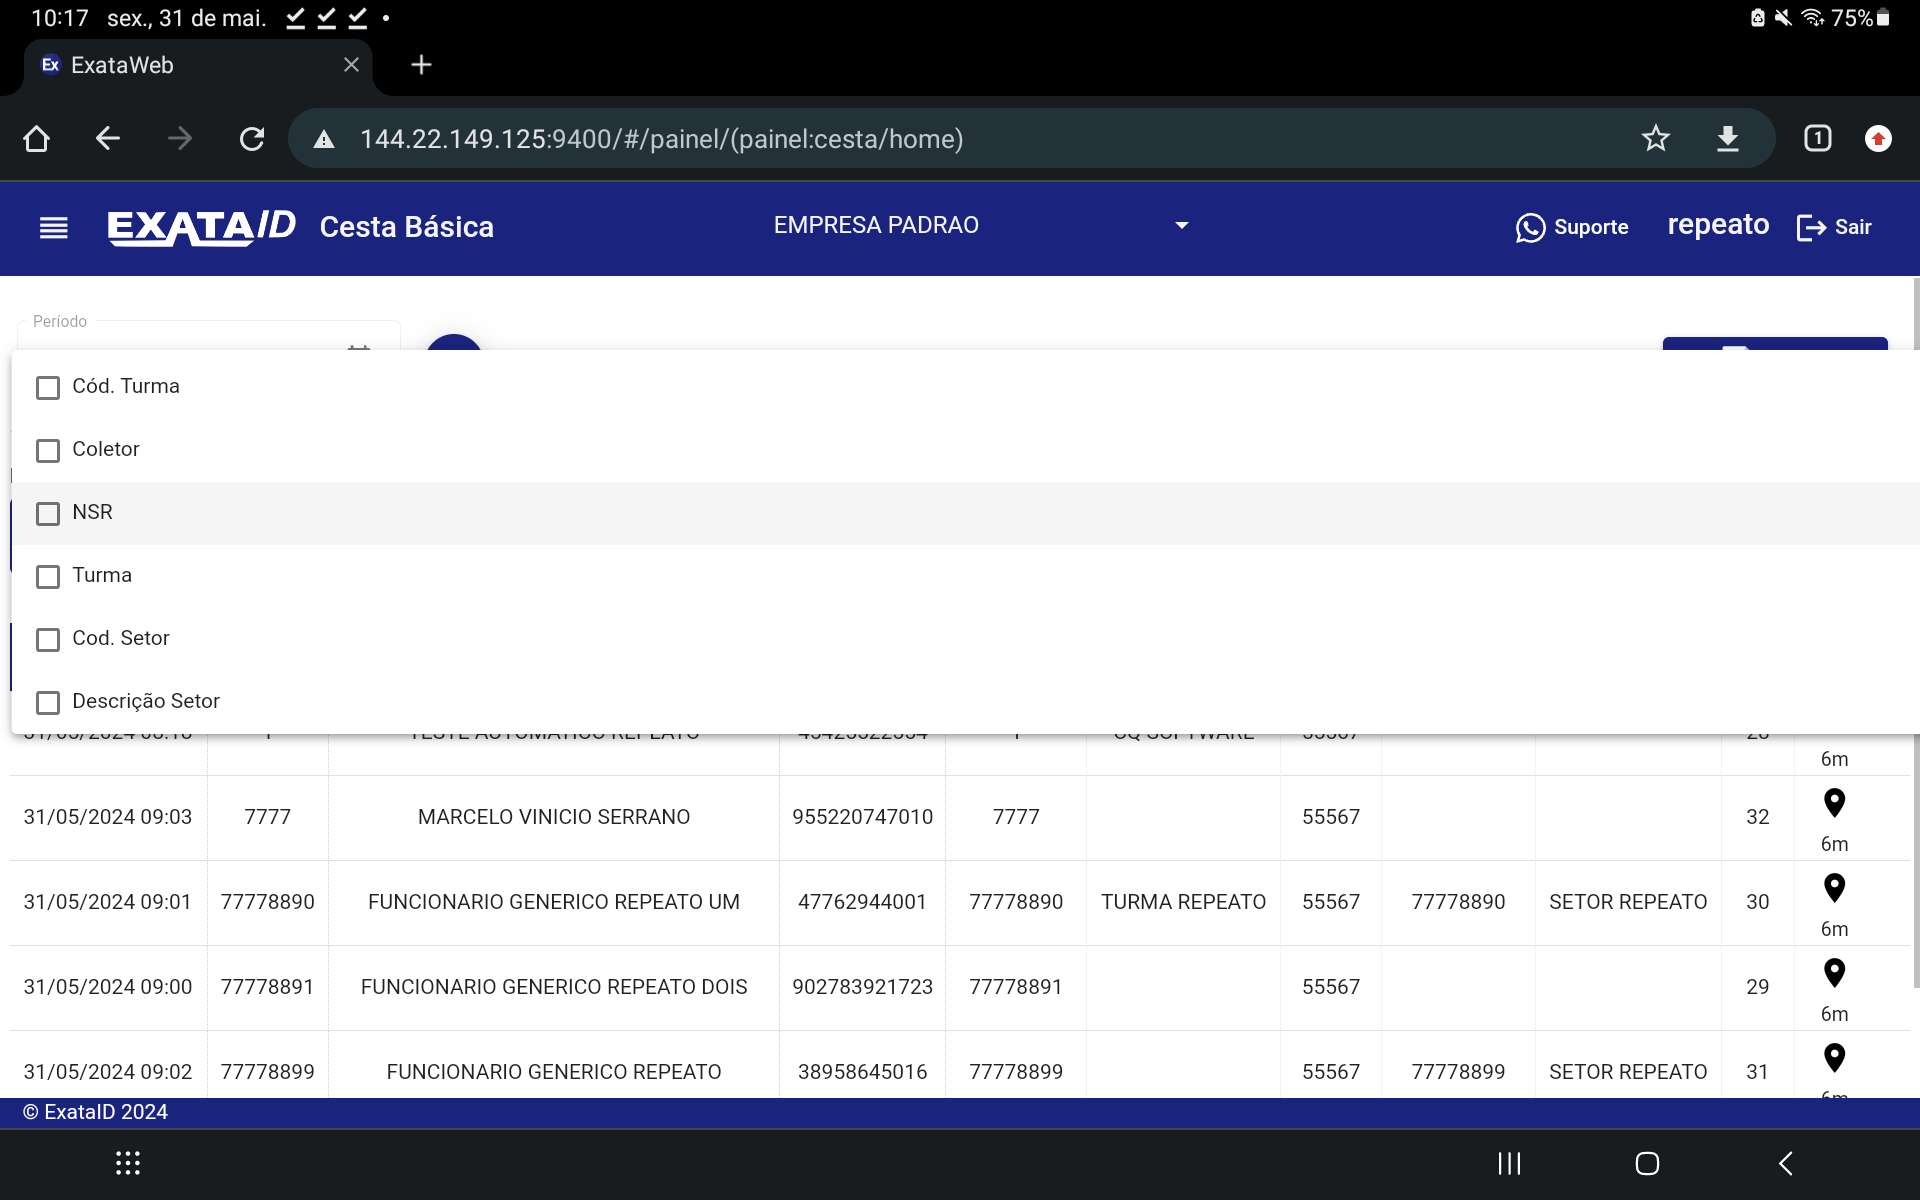 10:17 sex., 31 de mai. 75%
Ex ExataWeb
144.22.149.125:9400/#/painel/(painel:cesta/home) 1
EXATAID Cesta Básica EMPRESA PADRAO Suporte repeato Sair
Período
Cód. Turma
Coletor
NSR
Turma
Cod. Setor
Descrição Setor
6m
31/05/2024 09:03 7777 MARCELO VINICIO SERRANO 955220747010 7777 55567 32
6m
31/05/2024 09:01 77778890 FUNCIONARIO GENERICO REPEATO UM 47762944001 77778890 TURMA REPEATO 55567 77778890 SETOR REPEATO 30
6m
31/05/2024 09:00 77778891 FUNCIONARIO GENERICO REPEATO DOIS 902783921723 77778891 55567 29
6m
31/05/2024 09:02 77778899 FUNCIONARIO GENERICO REPEATO 38958645016 77778899 55567 77778899 SETOR REPEATO 31
© ExataID 2024